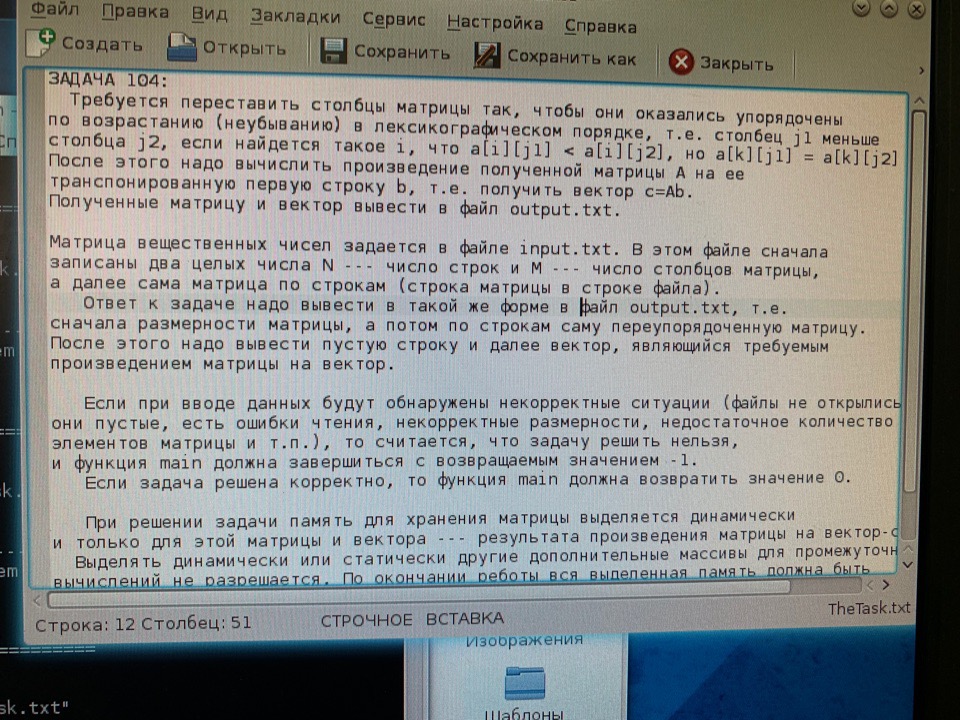 Файл Правка Вид Закладки Сервис Настройка Справка
Создать Открыть Сохранить Сохранить как Закрыть
ЗАДАЧА 104:
Требуется переставить столбцы матрицы так, чтобы они оказались упорядочены
по возрастанию (неубыванию) в лексикографическом порядке, т.е. столбец j1 меньше
столбца j2, если найдется такое i, что a[i][j1] < a[i][j2], но a[k][j1] = a[k][j2]
После этого надо вычислить произведение полученной матрицы A на ее
транспонированную первую строку b, т.е. получить вектор c=Ab.
Полученные матрицу и вектор вывести в файл output.txt.
Матрица вещественных чисел задается в файле input.txt. В этом файле сначала
записаны два целых числа N --- число строк и M --- число столбцов матрицы,
а далее сама матрица по строкам (строка матрицы в строке файла).
Ответ к задаче надо вывести в такой же форме в файл output.txt, т.е.
сначала размерности матрицы, а потом по строкам саму переупорядоченную матрицу.
После этого надо вывести пустую строку и далее вектор, являющийся требуемым
произведением матрицы на вектор.
Если при вводе данных будут обнаружены некорректные ситуации (файлы не открылись
они пустые, есть ошибки чтения, некорректные размерности, недостаточное количество
элементов матрицы и т.п.), то считается, что задачу решить нельзя,
и функция main должна завершиться с возвращаемым значением -1.
Если задача решена корректно, то функция main должна возвратить значение 0.
При решении задачи память для хранения матрицы выделяется динамически
и только для этой матрицы и вектора --- результата произведения матрицы на вектор-с
Выделять динамически или статически другие дополнительные массивы для промежуточн
вычислений не разрешается. По окончании реботы вся выделенная память должна быть
Строка: 12 Столбец: 51 СТРОЧНОЕ ВСТАВКА TheTask.txt
Изображения
Шаблоны
sk.txt"